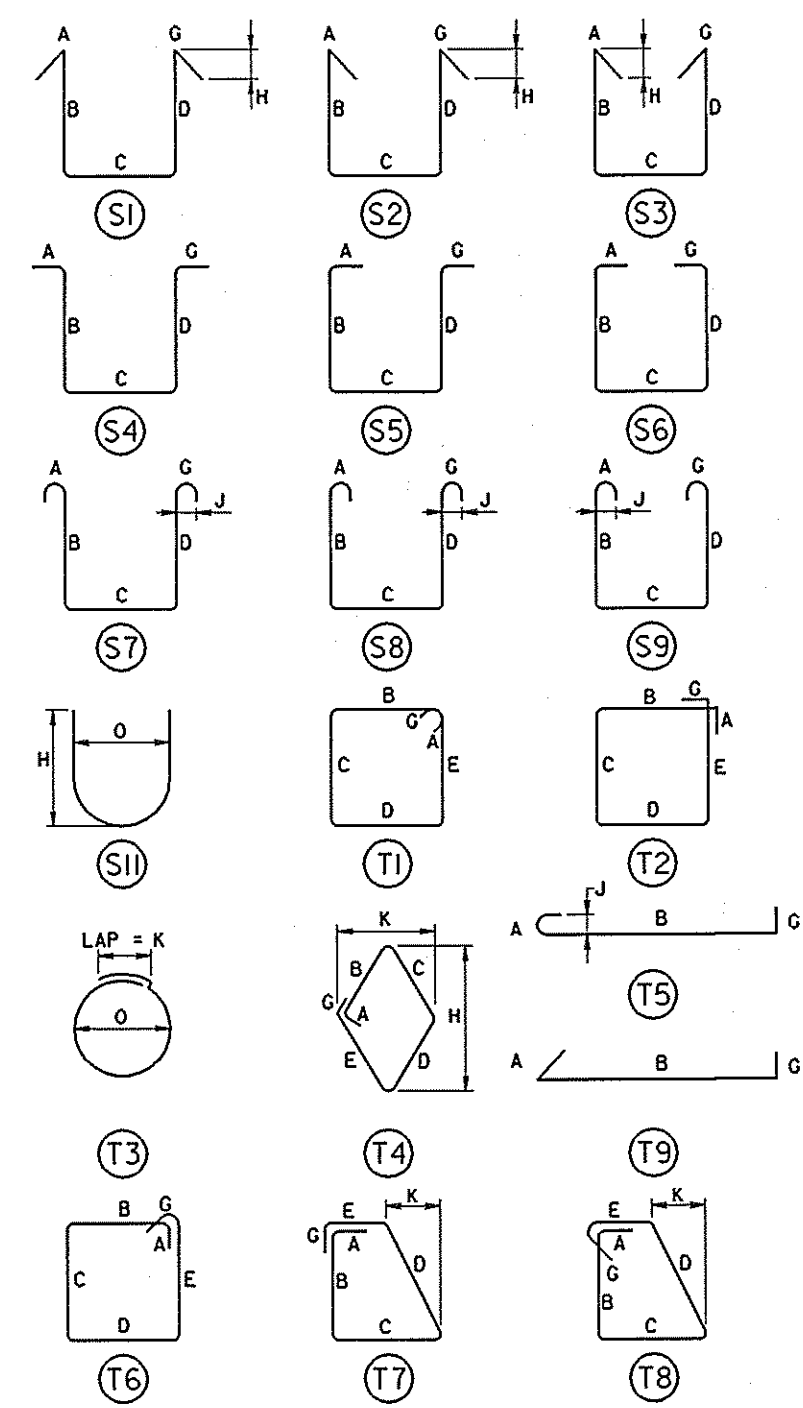 A G A G A G
B D H B D H B H D
C C C
S1 S2 S3
A G A G A G
B D B D B D
C C C
S4 S5 S6
A G A G A G
J J J
B D B D B D
C C C
S7 S8 S9
O H
B G A
C E D
B G A
C E D
S11 T1 T2
J
A B G
T5
LAP = K
O
K
B C
G A H
E D
A B G
T3 T4 T9
B G A
C E D
E K
G A
B D
C
E K
A G
B D
C
T6 T7 T8